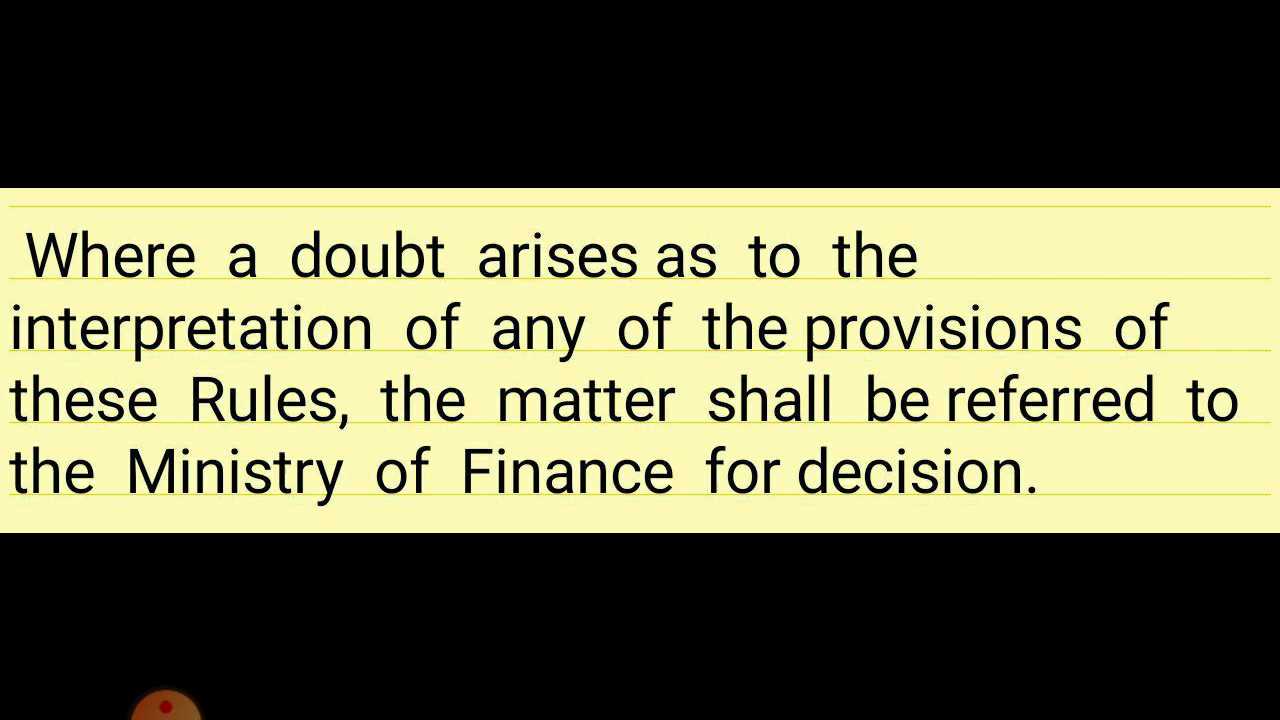 Where a doubt arises as to the
interpretation of any of the provisions of
these Rules, the matter shall be referred to
the Ministry of Finance for decision.